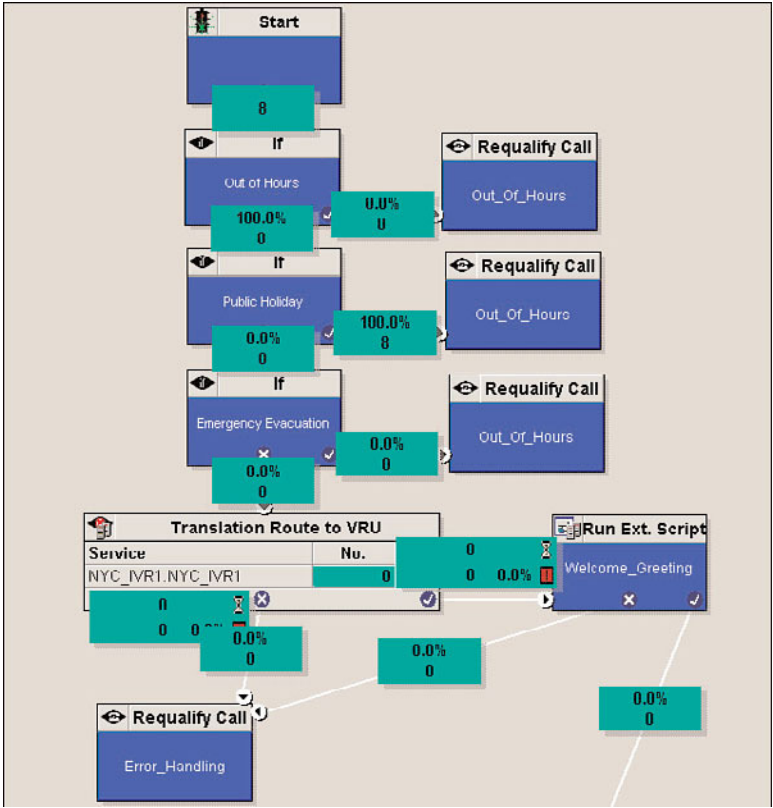 Start
8
If
Out of Hours
Requalify Call
Out_Of_Hours
0.0%
0
100.0%
0
If
Public Holiday
Requalify Call
Out_Of_Hours
100.0%
8
0.0%
0
If
Emergency Evacuation
Requalify Call
Out_Of_Hours
0.0%
0
0.0%
0
Translation Route to VRU
Service No.
NYC_IVR1.NYC_IVR1 0
0
0 0.0%
Run Ext. Script
Welcome_Greeting
0
0
0.0%
0
0.0%
0
0.0%
0
Requalify Call
Error_Handling